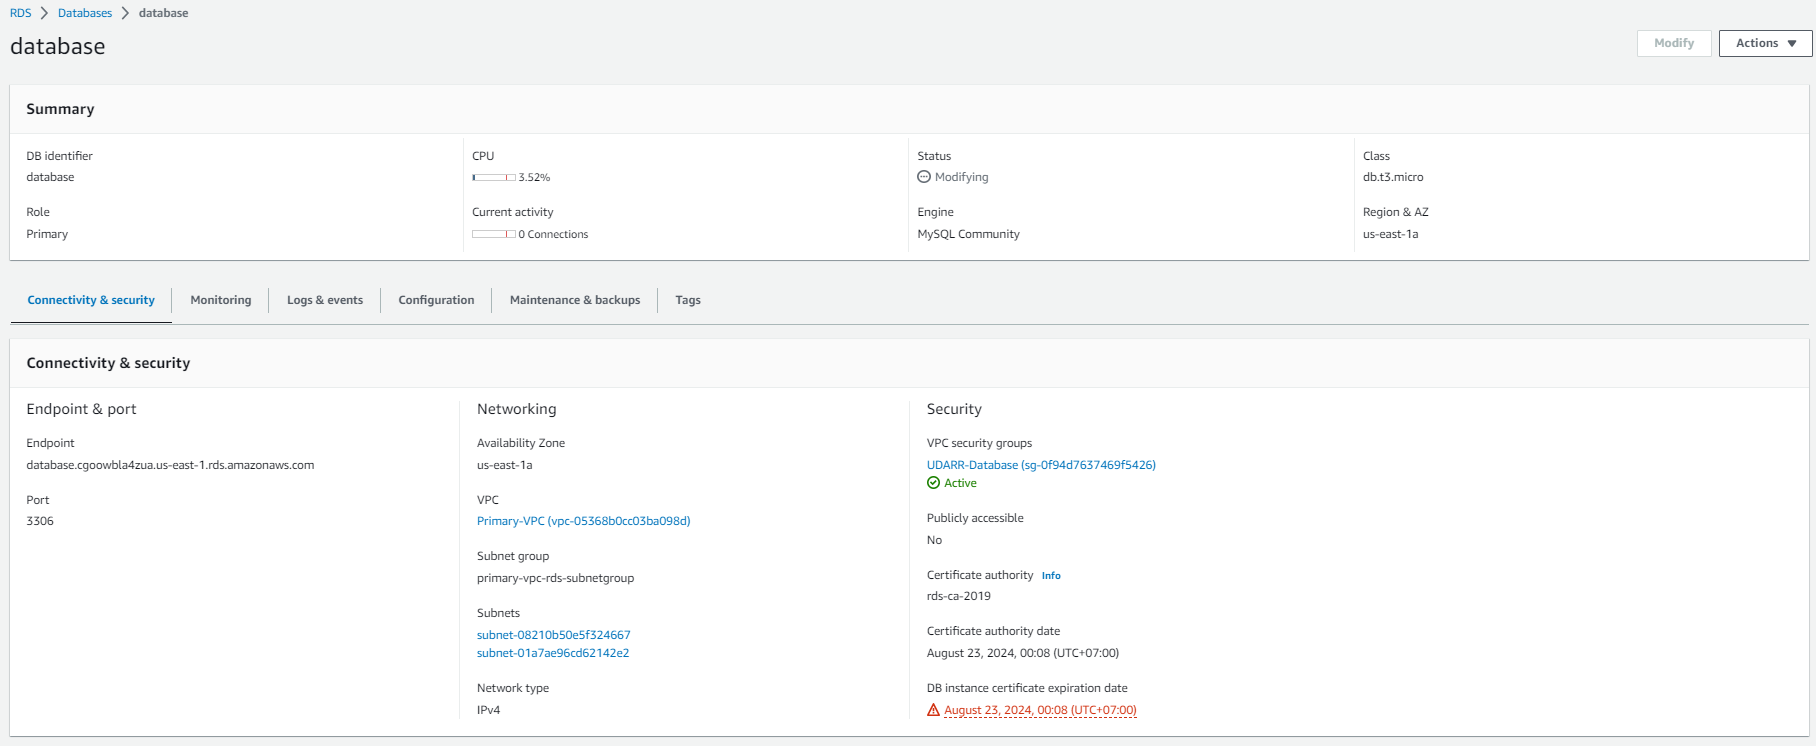 RDS > Databases > database
database
Modify
Actions
Summary
DB identifier
database
Role
Primary
CPU
3.52%
Current activity
0 Connections
Status
Modifying
Engine
MySQL Community
Class
db.t3.micro
Region & AZ
us-east-1a
Connectivity & security
Monitoring
Logs & events
Configuration
Maintenance & backups
Tags
Connectivity & security
Endpoint & port
Endpoint
database.cgoowbla4zua.us-east-1.rds.amazonaws.com
Port
3306
Networking
Availability Zone
us-east-1a
VPC
Primary-VPC (vpc-05368b0cc03ba098d)
Subnet group
primary-vpc-rds-subnetgroup
Subnets
subnet-08210b50e5f324667
subnet-01a7ae96cd62142e2
Network type
IPv4
Security
VPC security groups
UDARR-Database (sg-0f94d7637469f5426)
Active
Publicly accessible
No
Certificate authority Info
rds-ca-2019
Certificate authority date
August 23, 2024, 00:08 (UTC+07:00)
DB instance certificate expiration date
August 23, 2024, 00:08 (UTC+07:00)